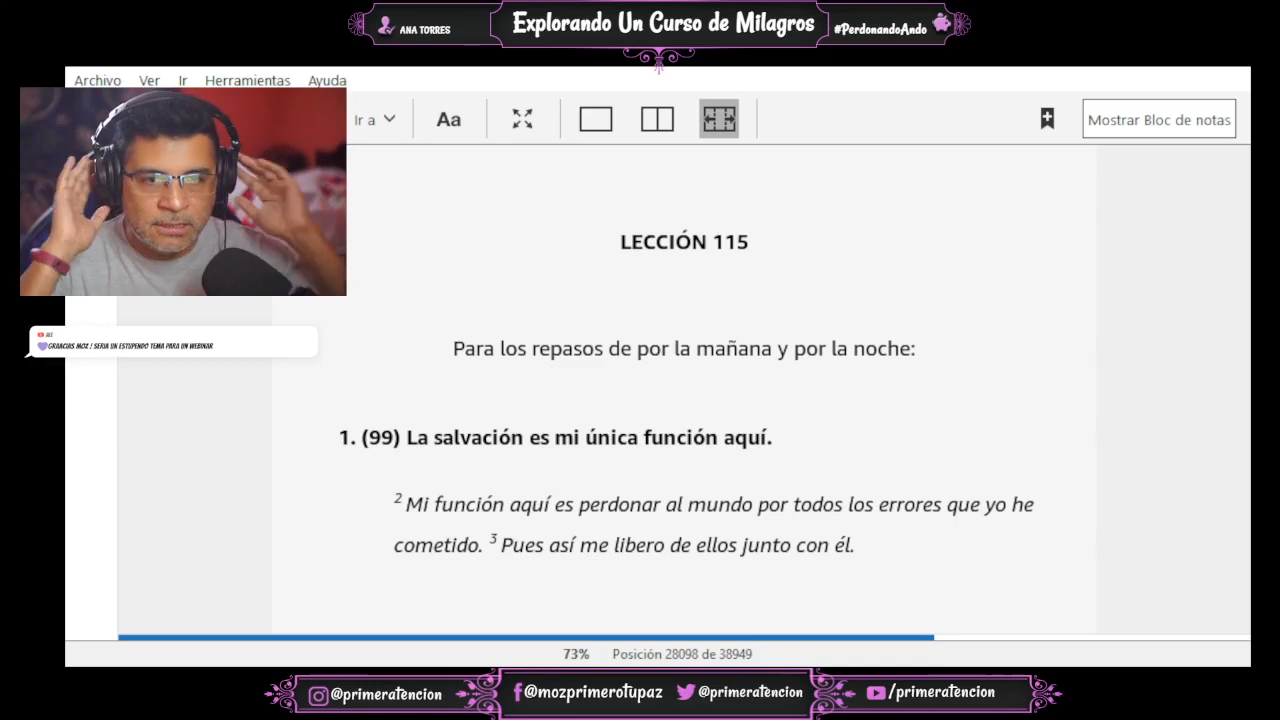 ANA TORRES
Explorando Un Curso de Milagros
#PerdonandoAndo
Archivo Ver Ir Herramientas Ayuda
Ir a
Aa
Mostrar Bloc de notas
LECCIÓN 115
Para los repasos de por la mañana y por la noche:
ALE
GRAACIAS MOZ ! SERIA UN ESTUPENDO TEMA PARA UN WEBINAR
1. (99) La salvación es mi única función aquí.
2 Mi función aquí es perdonar al mundo por todos los errores que yo he
cometido. 3 Pues así me libero de ellos junto con él.
73% Posición 28098 de 38949
@primeratencion
@mozprimerotupaz
@primeratencion
/primeratencion